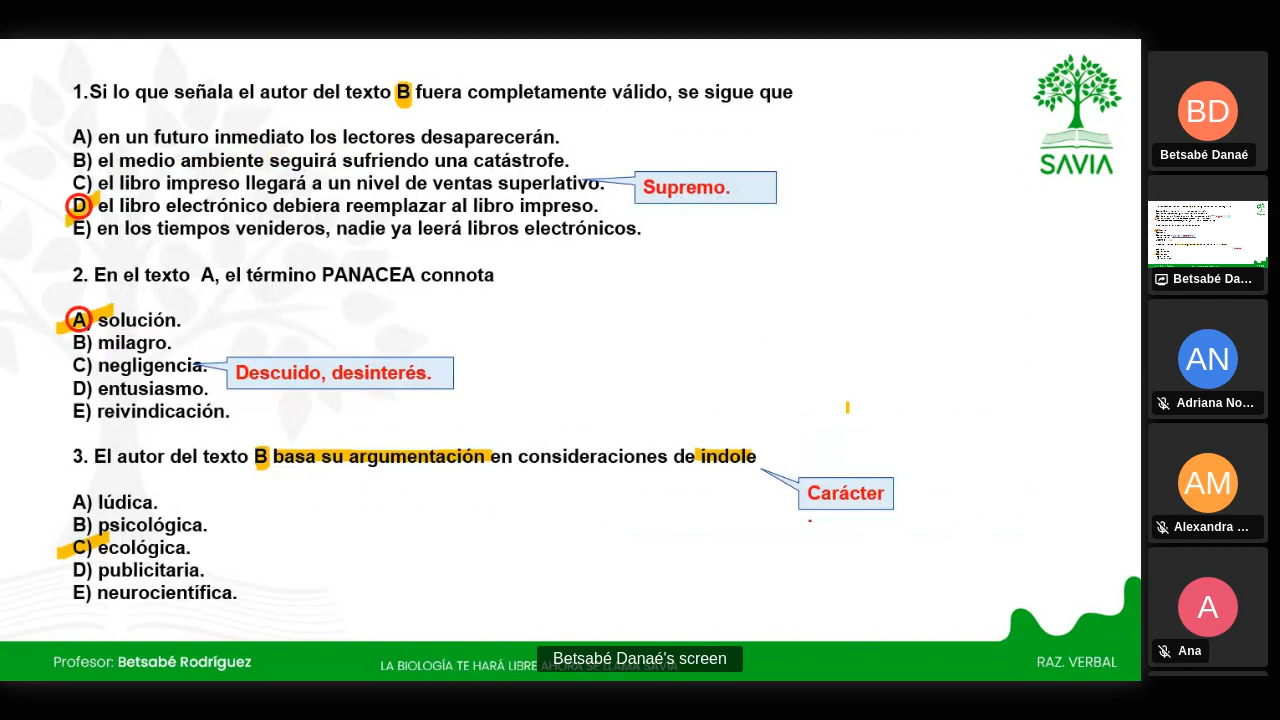 1.Si lo que señala el autor del texto B fuera completamente válido, se sigue que
A) en un futuro inmediato los lectores desaparecerán.
B) el medio ambiente seguirá sufriendo una catástrofe.
C) el libro impreso llegará a un nivel de ventas superlativo.
Supremo.
D) el libro electrónico debiera reemplazar al libro impreso.
E) en los tiempos venideros, nadie ya leerá libros electrónicos.
2. En el texto A, el término PANACEA connota
A) solución.
B) milagro.
C) negligencia.
Descuido, desinterés.
D) entusiasmo.
E) reivindicación.
3. El autor del texto B basa su argumentación en consideraciones de índole
Carácter
.
A) lúdica.
B) psicológica.
C) ecológica.
D) publicitaria.
E) neurocientífica.
SAVIA
Profesor: Betsabé Rodríguez
LA BIOLOGÍA TE HARÁ LIBRE AHORA SE LLAMA SAVIA
RAZ. VERBAL
Betsabé Danaé's screen
BD
Betsabé Danaé
Betsabé Da...
AN
Adriana No...
AM
Alexandra ...
A
Ana